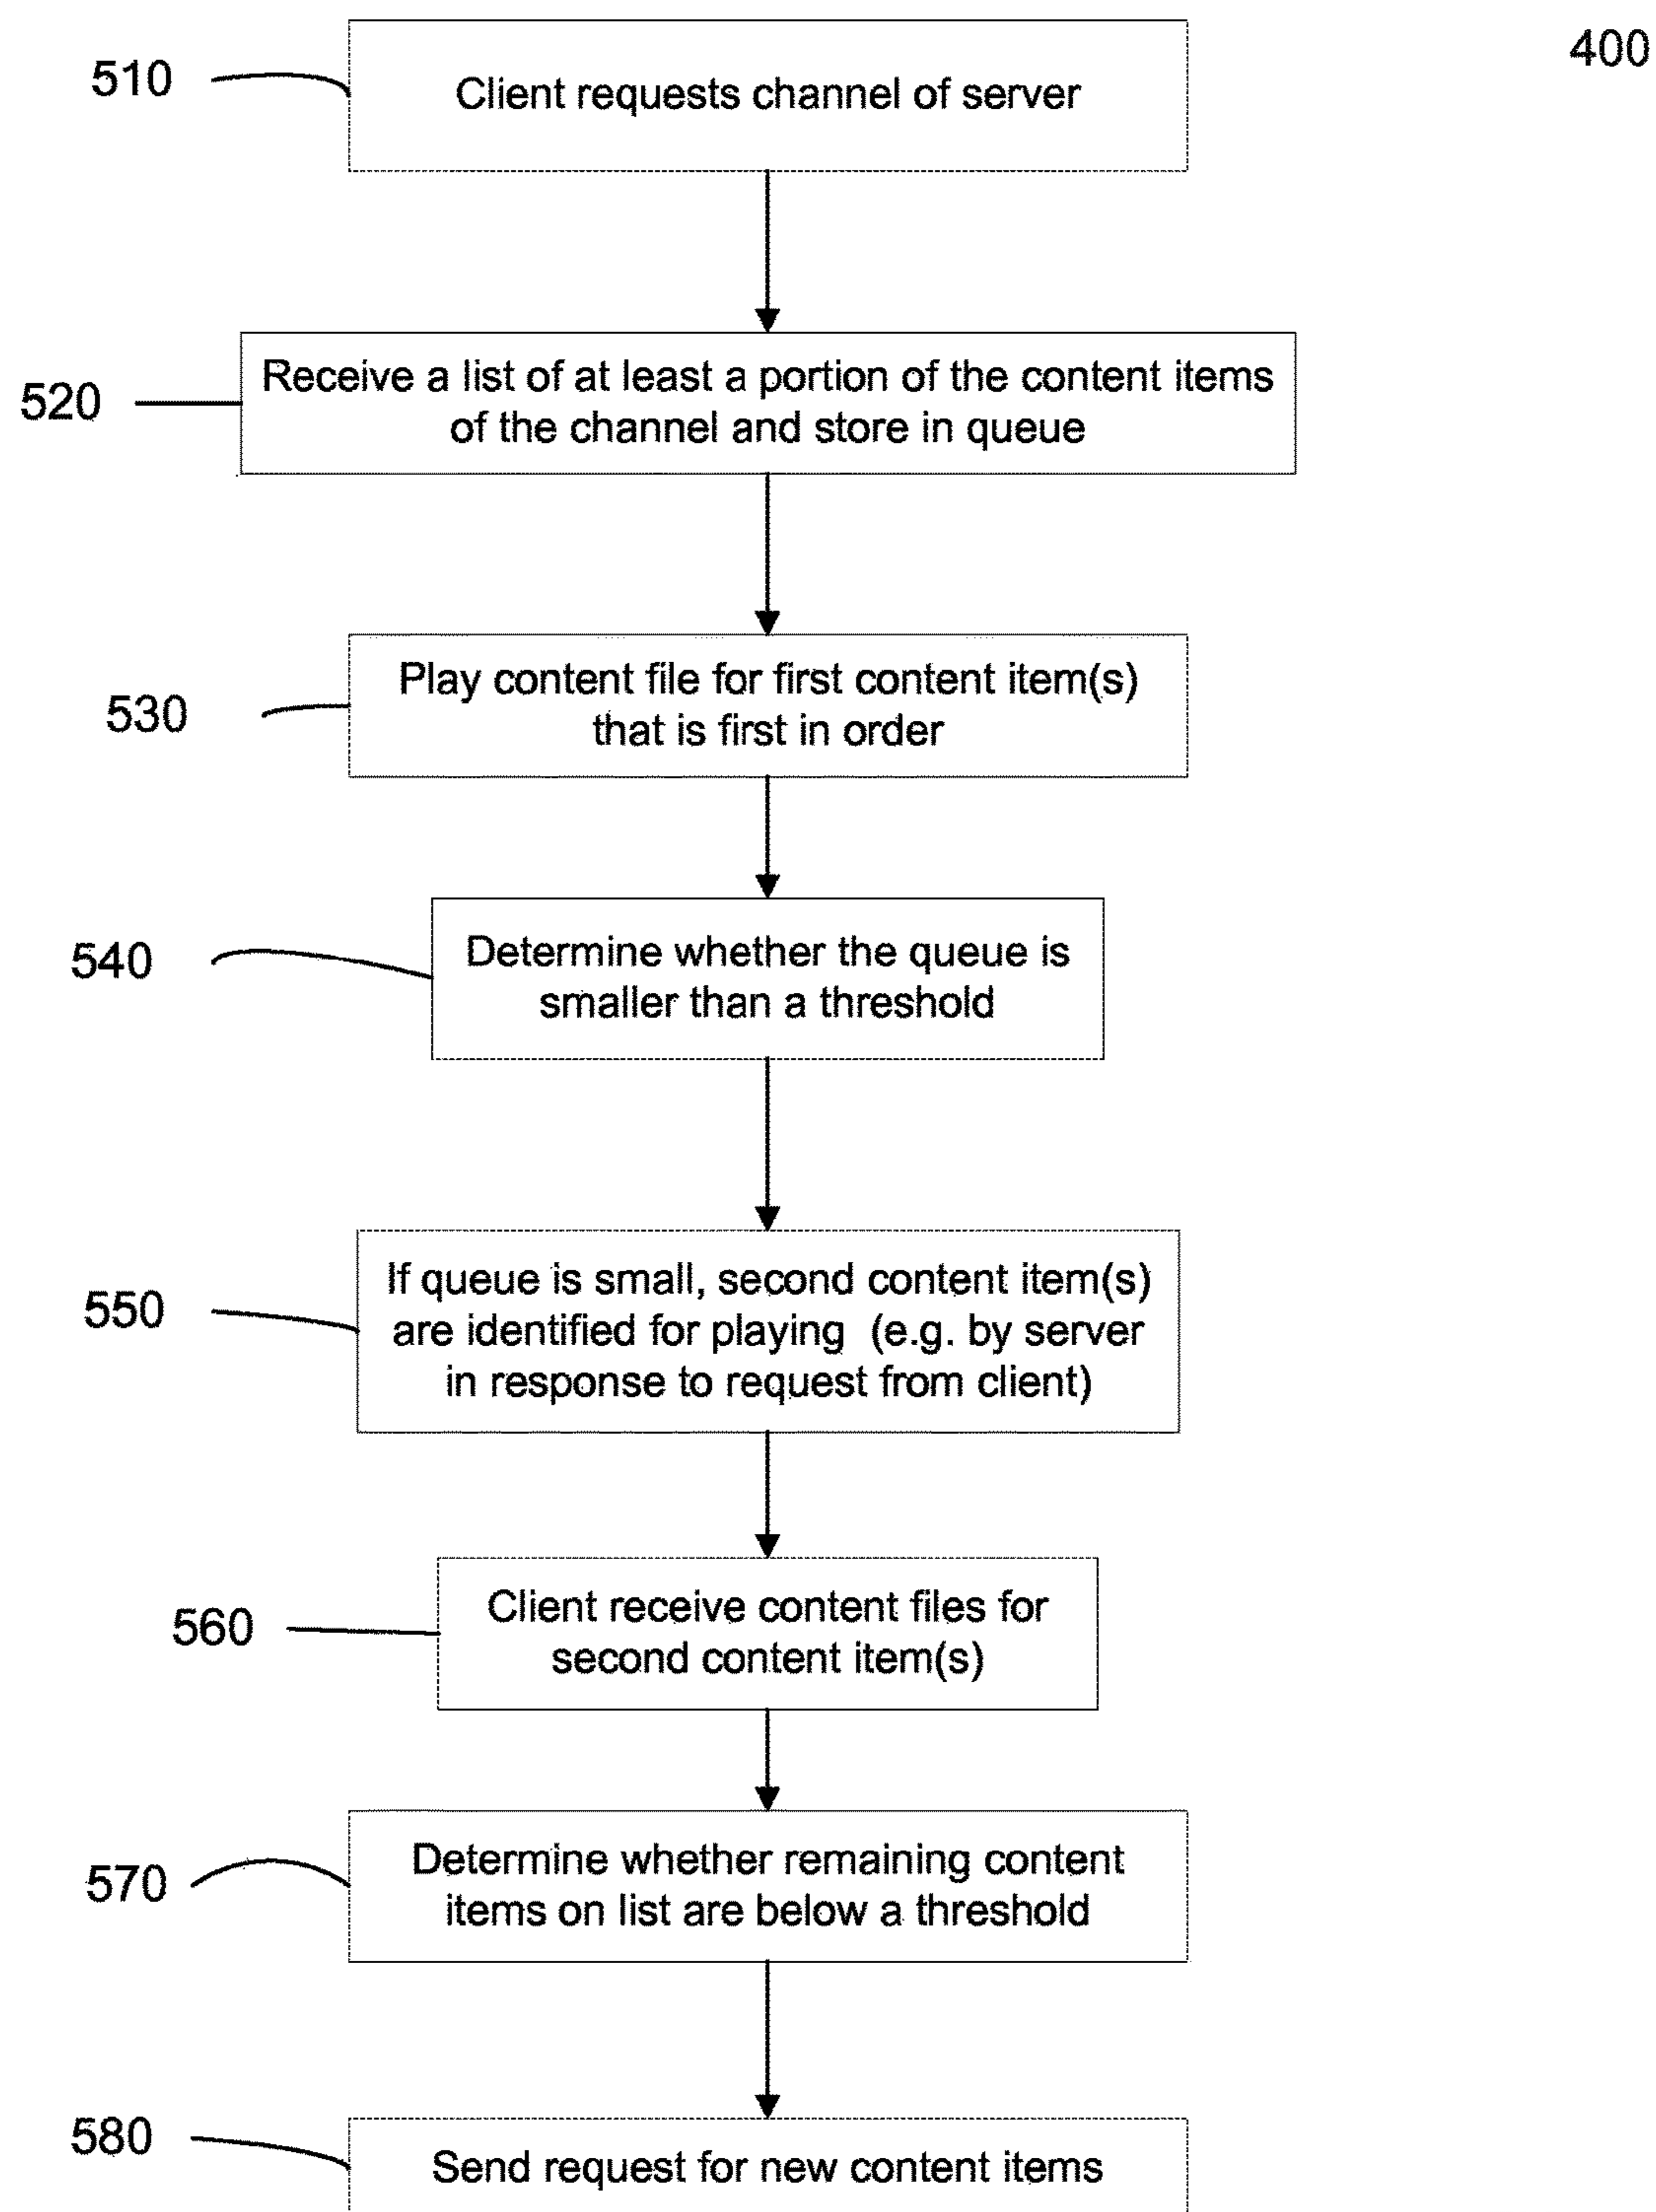 400
510
Client requests channel of server
520
Receive a list of at least a portion of the content items
of the channel and store in queue
530
Play content file for first content item(s)
that is first in order
540
Determine whether the queue is
smaller than a threshold
550
If queue is small, second content item(s)
are identified for playing (e.g. by server
in response to request from client)
560
Client receive content files for
second content item(s)
570
Determine whether remaining content
items on list are below a threshold
580
Send request for new content items